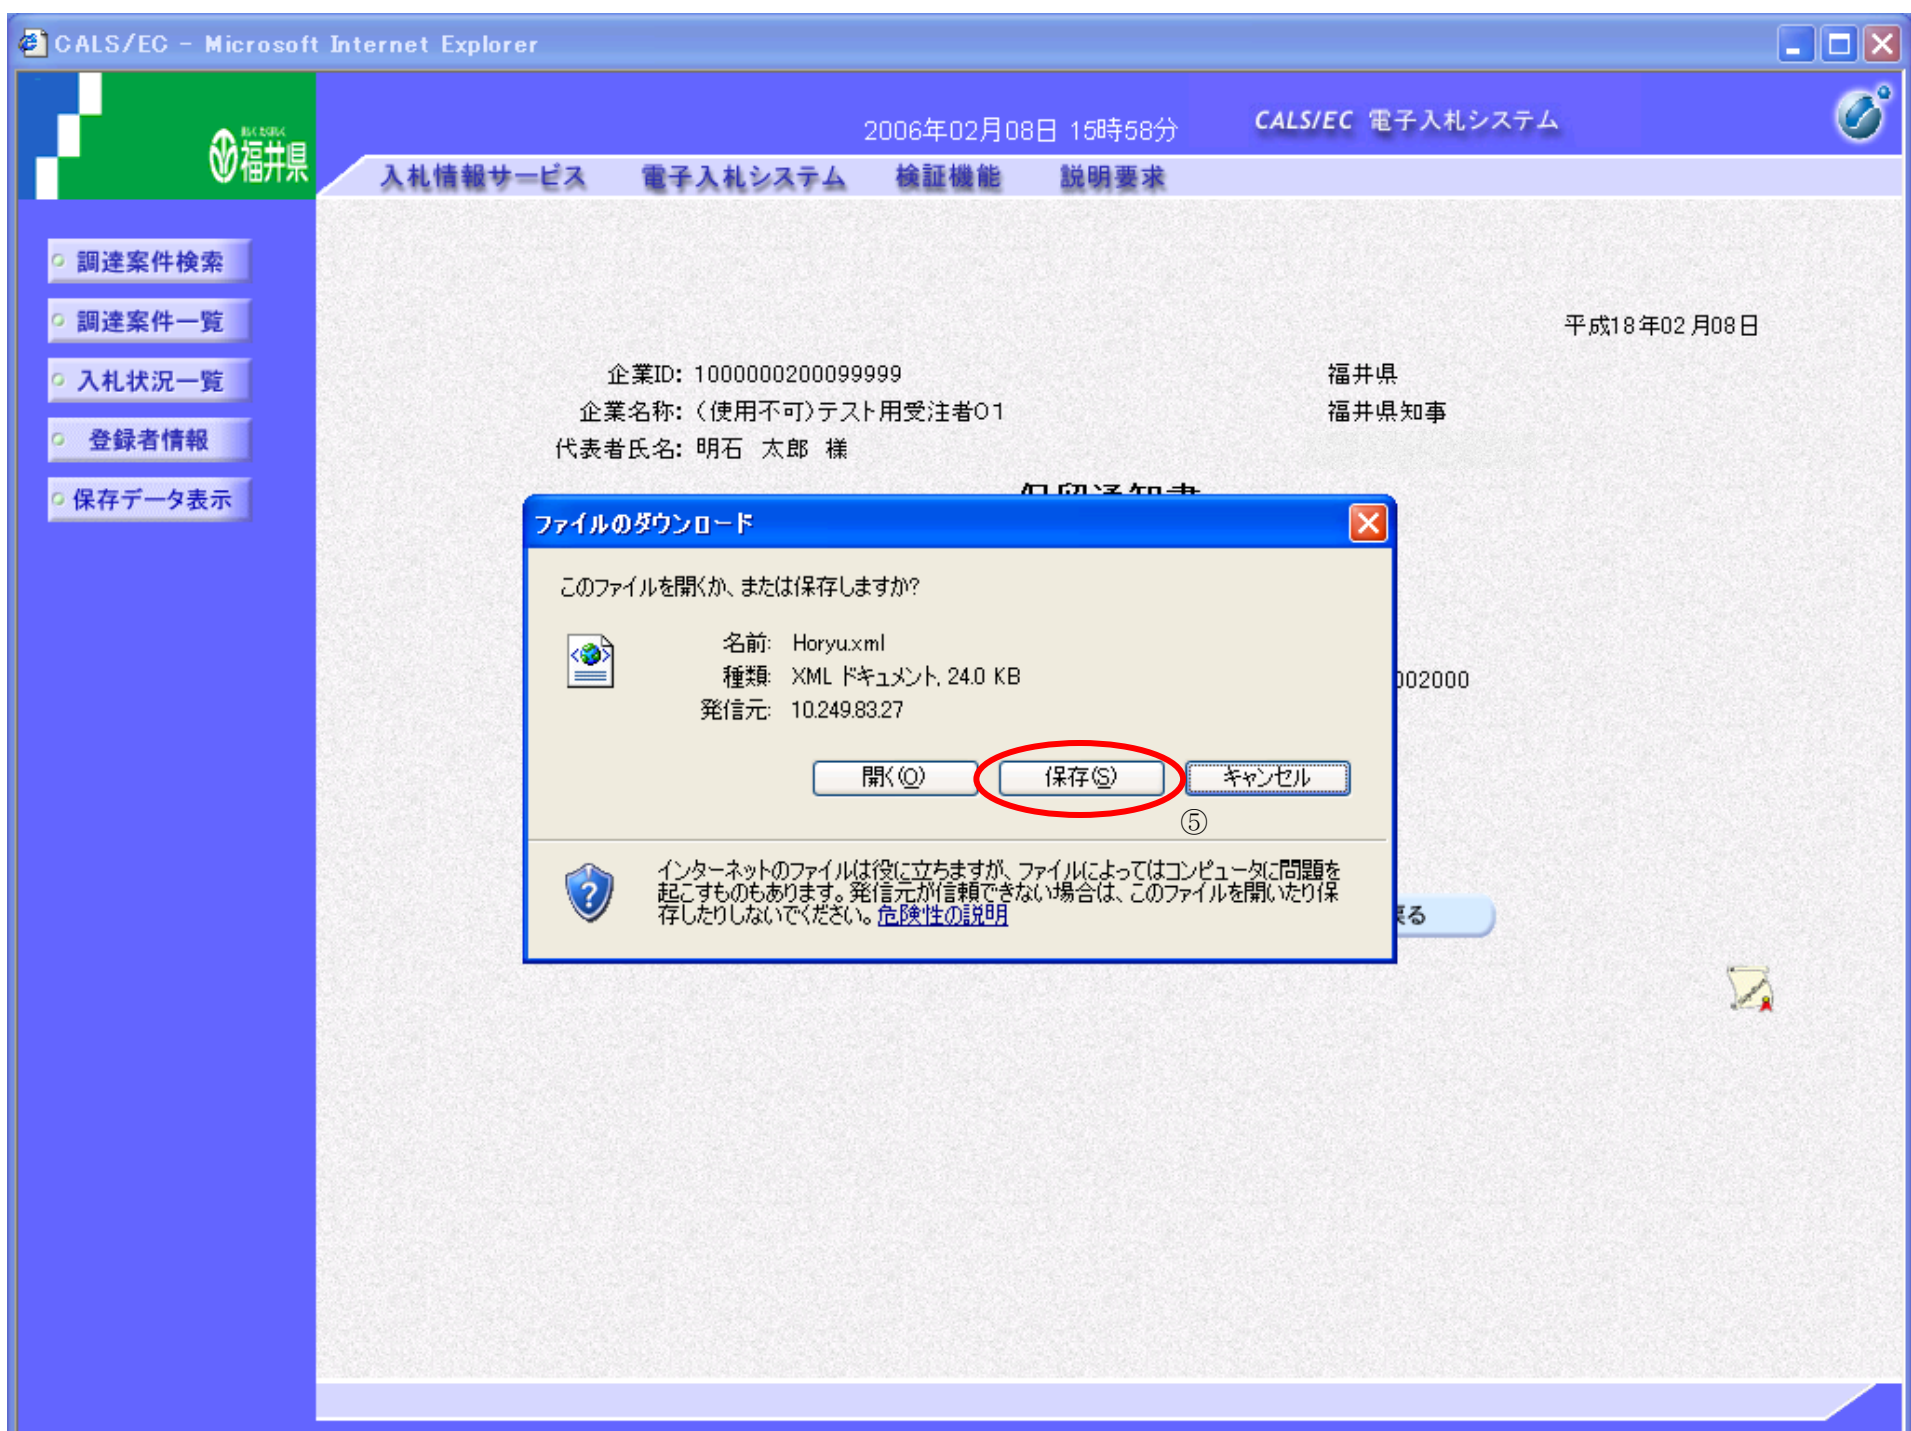 CALS/EC - Microsoft Internet Explorer
福井県
2006年02月08日 15時58分
CALS/EC 電子入札システム
入札情報サービス 電子入札システム 検証機能 説明要求
調達案件検索
調達案件一覧
入札状況一覧
登録者情報
保存データ表示
平成18年02月08日
企業ID: 1000000200099999
福井県
企業名称: (使用不可)テスト用受注者01
福井県知事
代表者氏名: 明石 太郎 様
保留通知書
ファイルのダウンロード
このファイルを開くか、または保存しますか?
名前: Horyu.xml
種類: XML ドキュメント, 24.0 KB
発信元: 10.249.83.27
002000
開く(O) 保存(S) キャンセル
⑤
インターネットのファイルは役に立ちますが、ファイルによってはコンピュータに問題を
起こすものもあります。発信元が信頼できない場合は、このファイルを開いたり保
存したりしないでください。危険性の説明
戻る